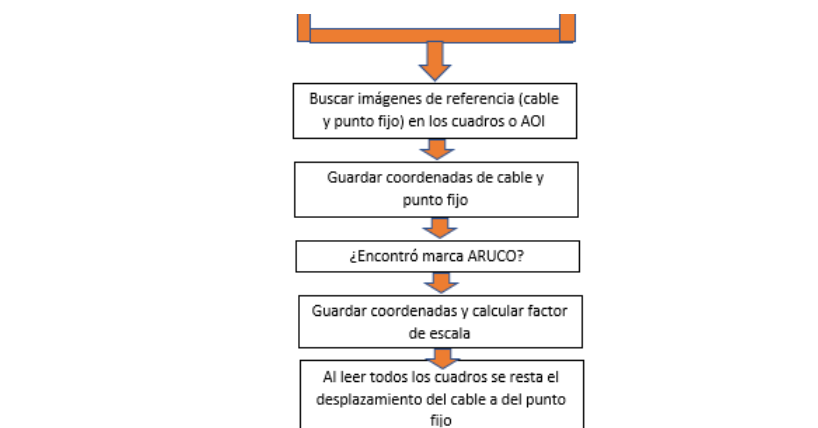 Buscar imágenes de referencia (cable
y punto fijo) en los cuadros o AOI
Guardar coordenadas de cable y
punto fijo
¿Encontró marca ARUCO?
Guardar coordenadas y calcular factor
de escala
Al leer todos los cuadros se resta el
desplazamiento del cable a del punto
fijo